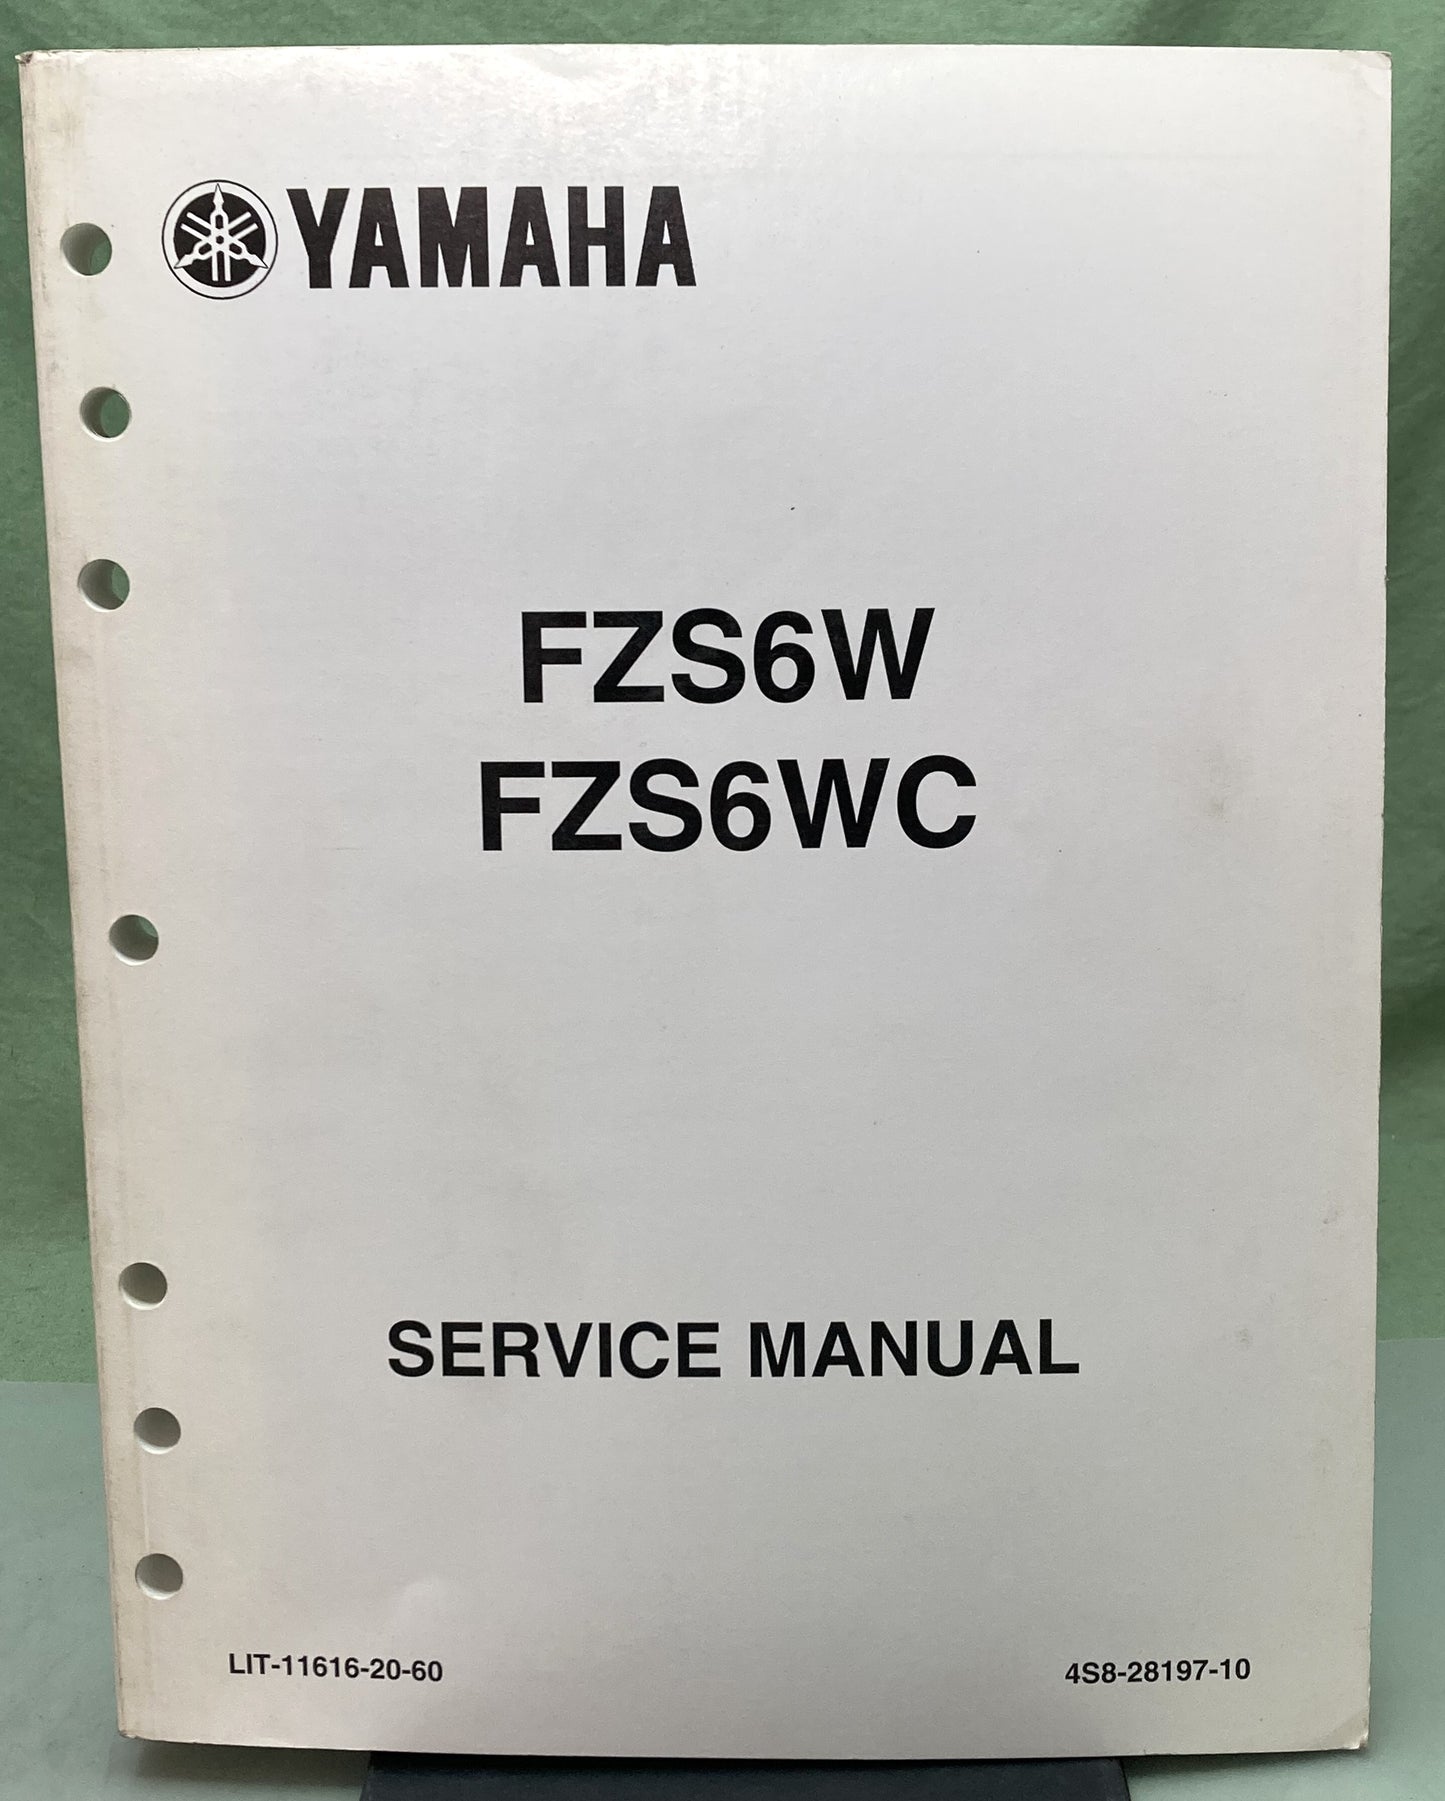 YAMAHA
FZS6W
FZS6WC
SERVICE MANUAL
LIT-11616-20-60
4S8-28197-10